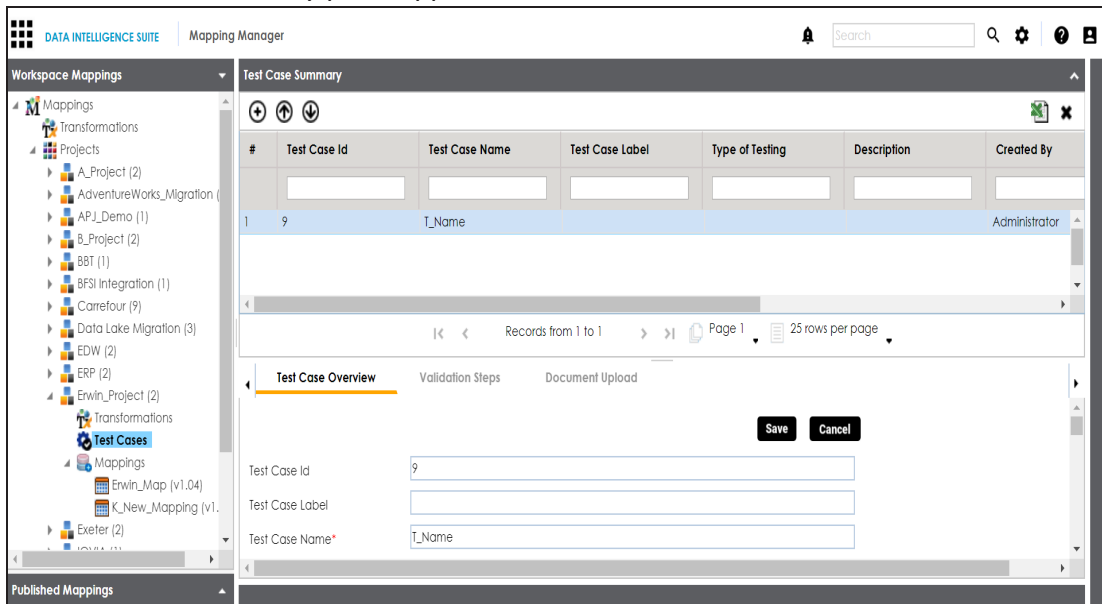 DATA INTELLIGENCE SUITE Mapping Manager Search
Workspace Mappings
Mappings
Transformations
Projects
A_Project (2)
AdventureWorks_Migration (
APJ_Demo (1)
B_Project (2)
BBT (1)
BFSI Integration (1)
Carrefour (9)
Data Lake Migration (3)
EDW (2)
ERP (2)
Erwin_Project (2)
Transformations
Test Cases
Mappings
Erwin_Map (v1.04)
K_New_Mapping (v1.
Exeter (2)
Published Mappings
Test Case Summary
# Test Case Id Test Case Name Test Case Label Type of Testing Description Created By
1 9 T_Name Administrator
Records from 1 to 1 Page 1 25 rows per page
Test Case Overview Validation Steps Document Upload
Save Cancel
Test Case Id 9
Test Case Label
Test Case Name* T_Name